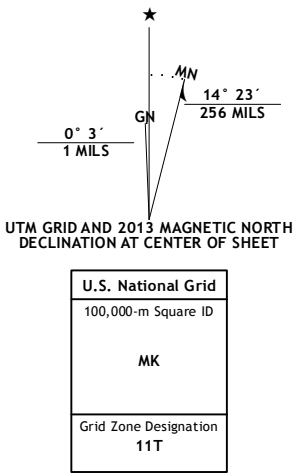 MN
14° 23´
256 MILS
GN
0° 3´
1 MILS
UTM GRID AND 2013 MAGNETIC NORTH
DECLINATION AT CENTER OF SHEET
U.S. National Grid
100,000-m Square ID
MK
Grid Zone Designation
11T